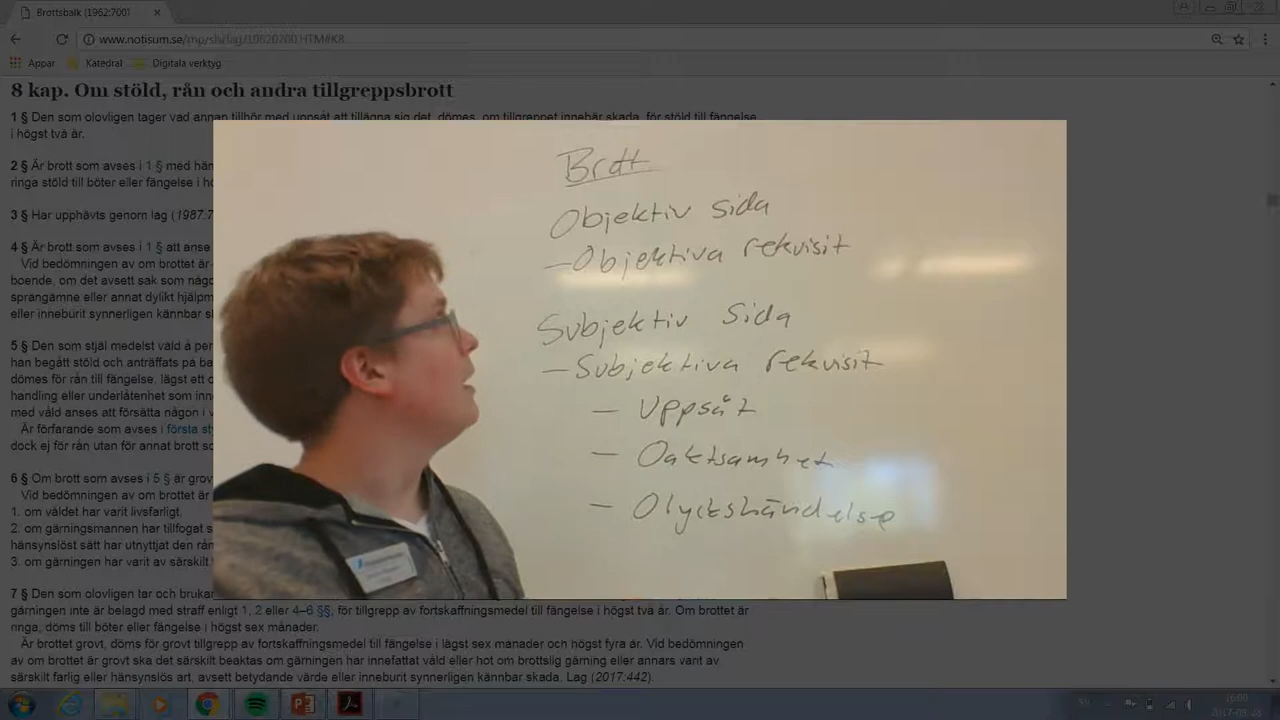 Brottsbalk (1962:700)
www.notisum.se/rnp/sls/lag/19620700.HTM#K8
Appar
Katedral
Digitala verktyg
8 kap. Om stöld, rån och andra tillgreppsbrott
1 § Den som olovligen tager vad annan tillhör med uppsåt att tillägna sig det, dömes, om tillgreppet innebär skada, för stöld till fängelse
i högst två år.
2 § Är brott som avses i 1 § med hän
ringa stöld till böter eller fängelse i hö
3 § Har upphävts genom lag (1987:7
4 § Är brott som avses i 1 § att anse
Vid bedömningen av om brottet är
boende, om det avsett sak som någo
sprängämne eller annat dylikt hjälpm
eller inneburit synnerligen kännbar sk
5 § Den som stjäl medelst våld å per
han begått stöld och anträffats på ba
dömes för rån till fängelse, lägst ett o
handling eller underlåtenhet som inne
med våld anses att försätta någon i v
Är förfarande som avses i första sty
dock ej för rån utan för annat brott so
6 § Om brott som avses i 5 § är grov
Vid bedömningen av om brottet är
1. om våldet har varit livsfarligt,
2. om gärningsmannen har tillfogat s
hänsynslöst sätt har utnyttjat den rån
3. om gärningen har varit av särskilt
7 § Den som olovligen tar och brukar
gärningen inte är belagd med straff enligt 1, 2 eller 4–6 §§, för tillgrepp av fortskaffningsmedel till fängelse i högst två år. Om brottet är
ringa, döms till böter eller fängelse i högst sex månader.
Är brottet grovt, döms för grovt tillgrepp av fortskaffningsmedel till fängelse i lägst sex månader och högst fyra år. Vid bedömningen
av om brottet är grovt ska det särskilt beaktas om gärningen har innefattat våld eller hot om brottslig gärning eller annars varit av
särskilt farlig eller hänsynslös art, avsett betydande värde eller inneburit synnerligen kännbar skada. Lag (2017:442).
Brott
Objektiv sida
– Objektiva rekvisit
Subjektiv sida
– Subjektiva rekvisit
– Uppsåt
– Oaktsamhet
– Olyckshändelse
SV
16:00